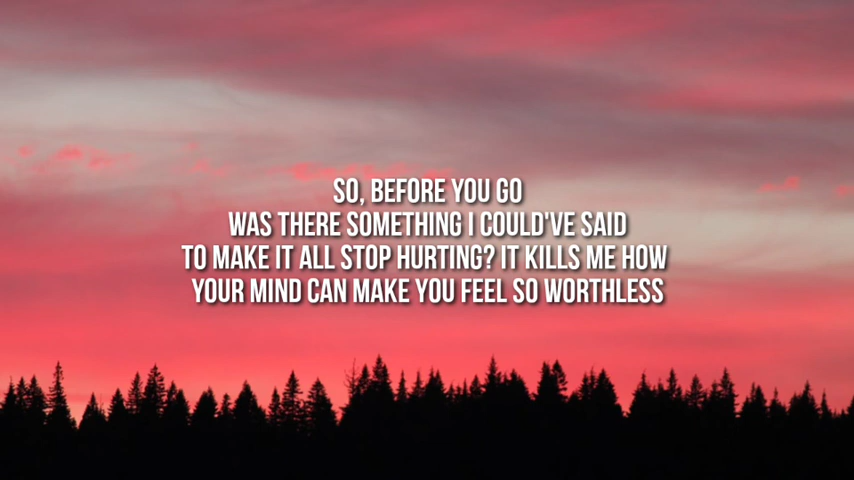 SO, BEFORE YOU GO
WAS THERE SOMETHING I COULD'VE SAID
TO MAKE IT ALL STOP HURTING? IT KILLS ME HOW
YOUR MIND CAN MAKE YOU FEEL SO WORTHLESS